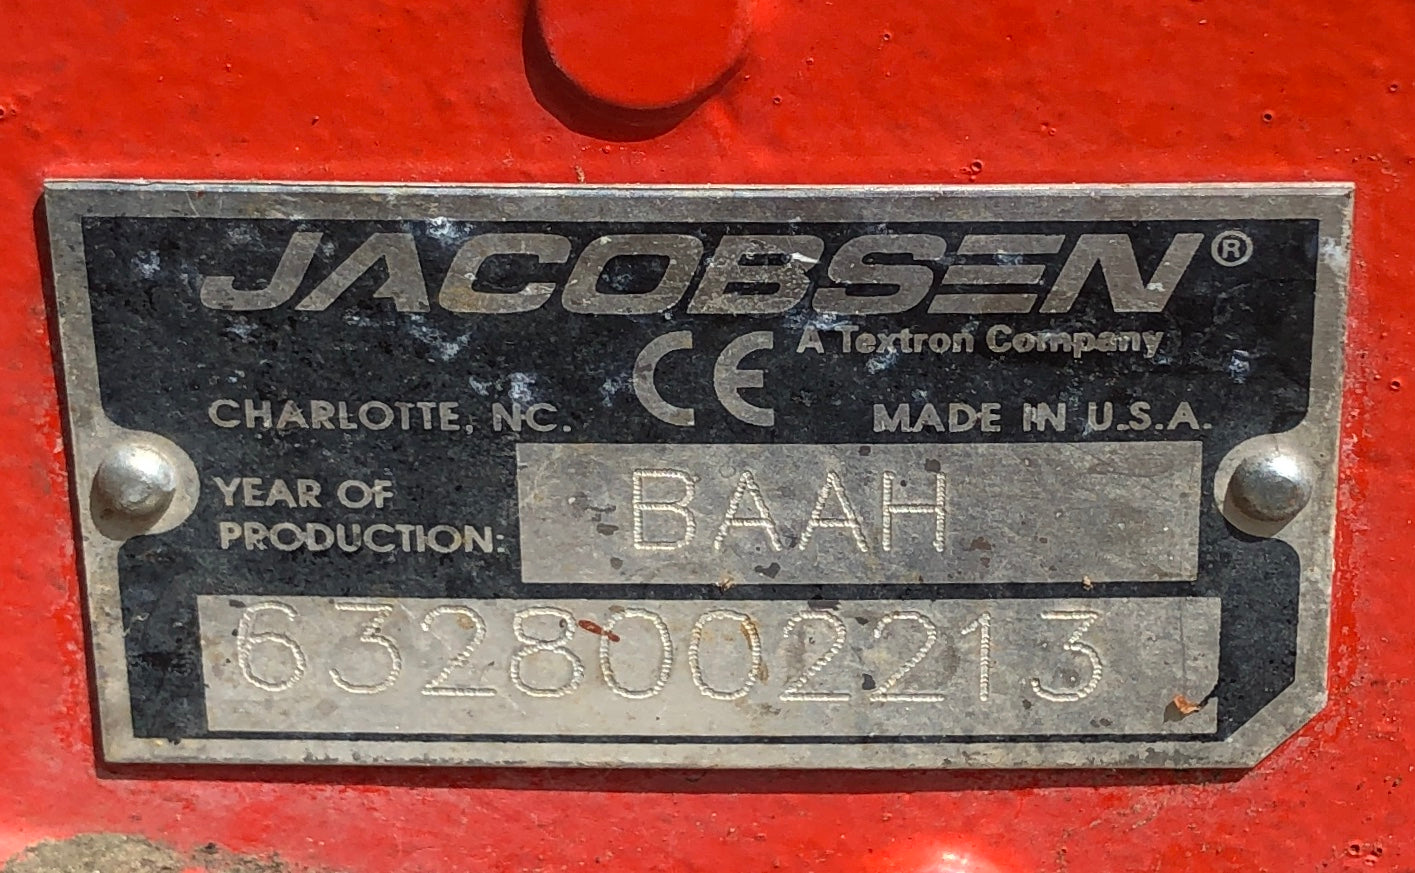 JACOBSEN®
A Textron Company
CE
CHARLOTTE, NC. MADE IN U.S.A.
YEAR OF
PRODUCTION: BAAH
6328002213